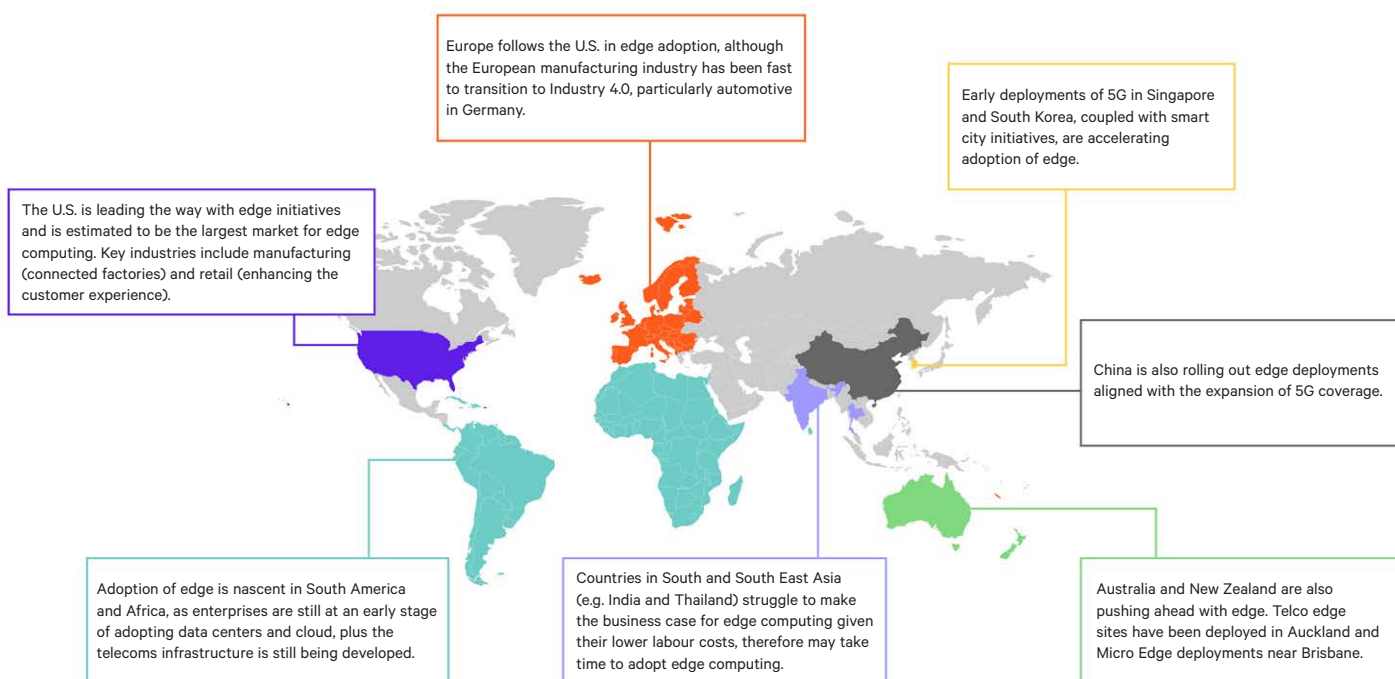 Europe follows the U.S. in edge adoption, although
the European manufacturing industry has been fast
to transition to Industry 4.0, particularly automotive
in Germany.
Early deployments of 5G in Singapore
and South Korea, coupled with smart
city initiatives, are accelerating
adoption of edge.
The U.S. is leading the way with edge initiatives
and is estimated to be the largest market for edge
computing. Key industries include manufacturing
(connected factories) and retail (enhancing the
customer experience).
China is also rolling out edge deployments
aligned with the expansion of 5G coverage.
Adoption of edge is nascent in South America
and Africa, as enterprises are still at an early stage
of adopting data centers and cloud, plus the
telecoms infrastructure is still being developed.
Countries in South and South East Asia
(e.g. India and Thailand) struggle to make
the business case for edge computing given
their lower labour costs, therefore may take
time to adopt edge computing.
Australia and New Zealand are also
pushing ahead with edge. Telco edge
sites have been deployed in Auckland and
Micro Edge deployments near Brisbane.